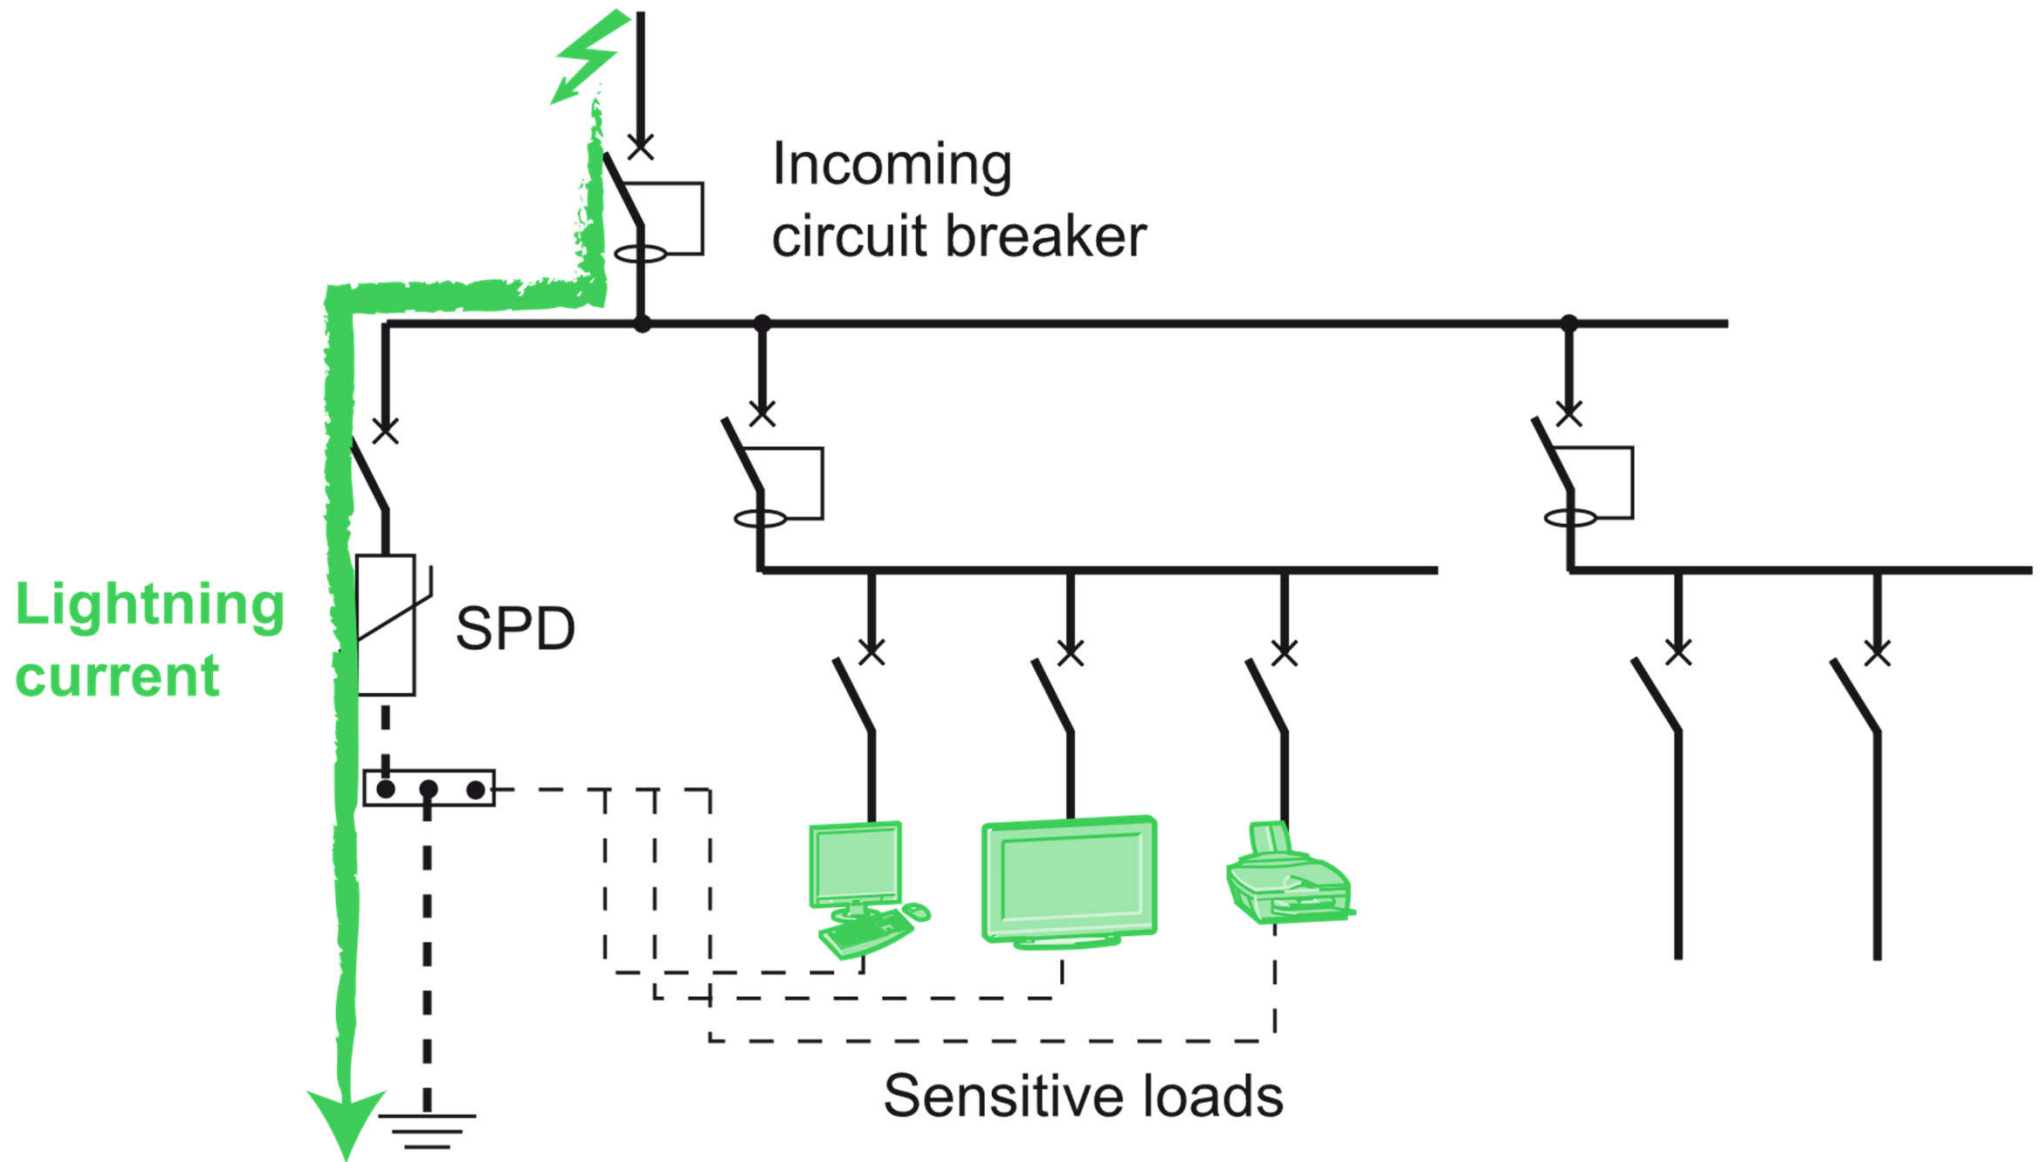 Incoming
circuit breaker
Lightning
current
SPD
Sensitive loads